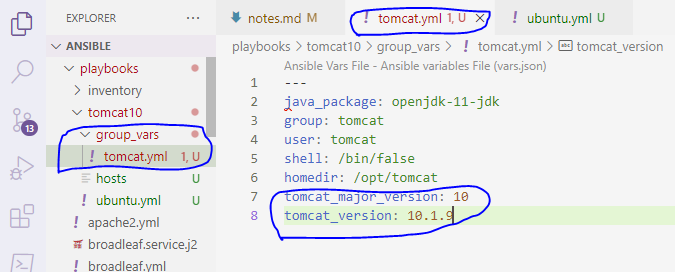 EXPLORER
ANSIBLE
playbooks
inventory
tomcat10
group_vars
tomcat.yml 1, U
hosts U
ubuntu.yml U
apache2.yml
broadleaf.service.j2
broadleaf.yml
13
notes.md M
tomcat.yml 1, U
ubuntu.yml U
playbooks > tomcat10 > group_vars > ! tomcat.yml > abc tomcat_version
Ansible Vars File - Ansible variables File (vars.json)
1 ---
2 java_package: openjdk-11-jdk
3 group: tomcat
4 user: tomcat
5 shell: /bin/false
6 homedir: /opt/tomcat
7 tomcat_major_version: 10
8 tomcat_version: 10.1.9